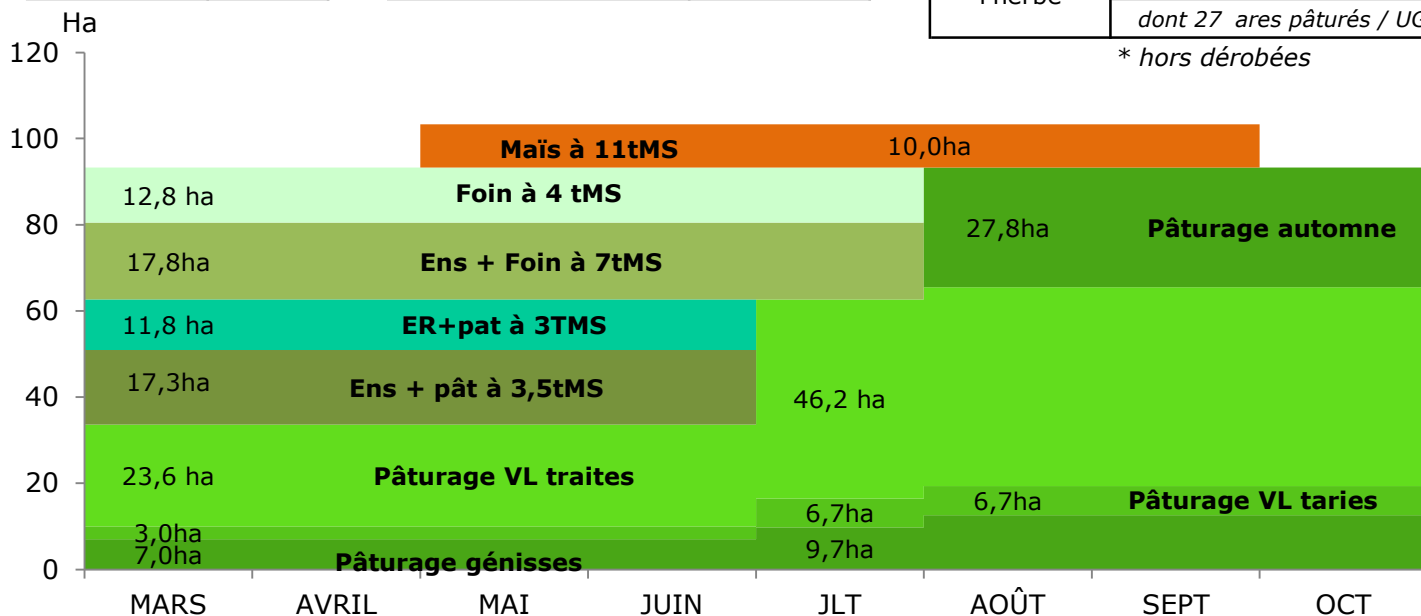 dont 27 ares pâturés / UG
* hors dérobées
Ha
120
100
80
60
40
20
0
Maïs à 11tMS 10,0ha
12,8 ha Foin à 4 tMS
27,8ha Pâturage automne
17,8ha Ens + Foin à 7tMS
11,8 ha ER+pat à 3TMS
17,3ha Ens + pât à 3,5tMS
46,2 ha
23,6 ha Pâturage VL traites
3,0ha
6,7ha
6,7ha Pâturage VL taries
7,0ha Pâturage génisses
9,7ha
MARS AVRIL MAI JUIN JLT AOÛT SEPT OCT